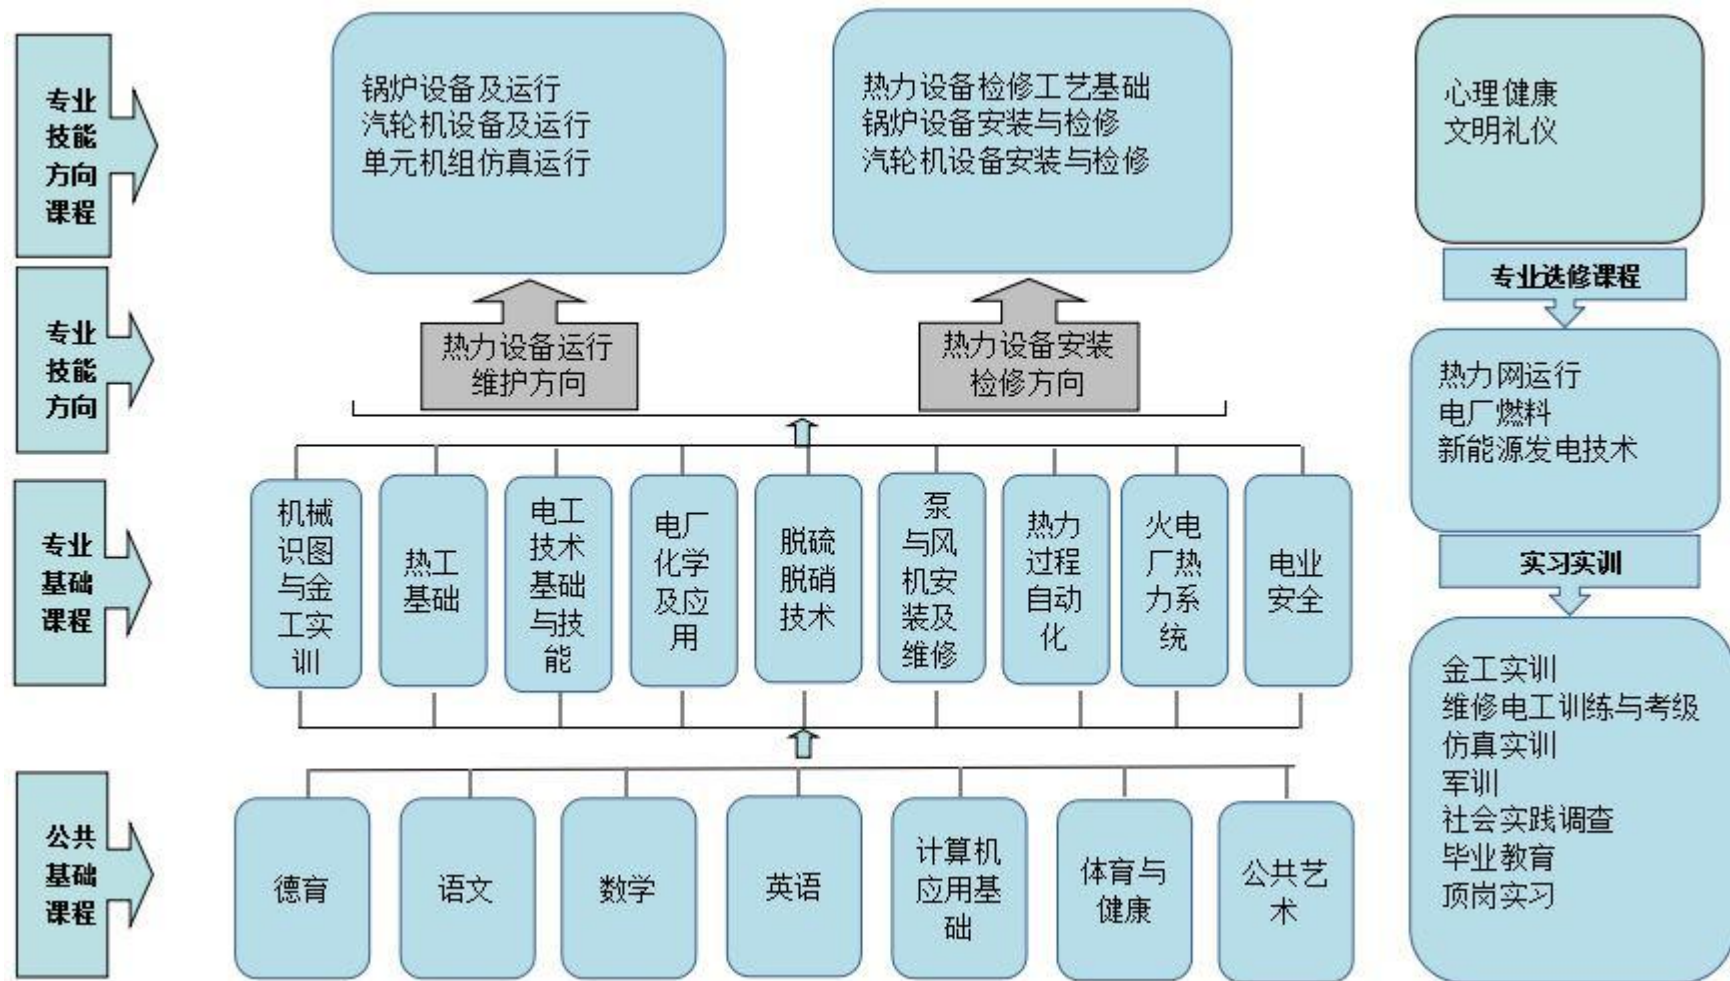 专业
技能
方向
课程
锅炉设备及运行
汽轮机设备及运行
单元机组仿真运行
热力设备检修工艺基础
锅炉设备安装与检修
汽轮机设备安装与检修
心理健康
文明礼仪
专业选修课程
专业
技能
方向
热力设备运行
维护方向
热力设备安装
检修方向
热力网运行
电厂燃料
新能源发电技术
专业
基础
课程
机械
识图
与金
工实
训
热工
基础
电工
技术
基础
与技
能
电厂
化学
及应
用
脱硫
脱硝
技术
泵
与风
机安
装及
维修
热力
过程
自动
化
火电
厂热
力系
统
电业
安全
实习实训
金工实训
维修电工训练与考级
仿真实训
军训
社会实践调查
毕业教育
顶岗实习
公共
基础
课程
德育
语文
数学
英语
计算机
应用基
础
体育与
健康
公共艺
术